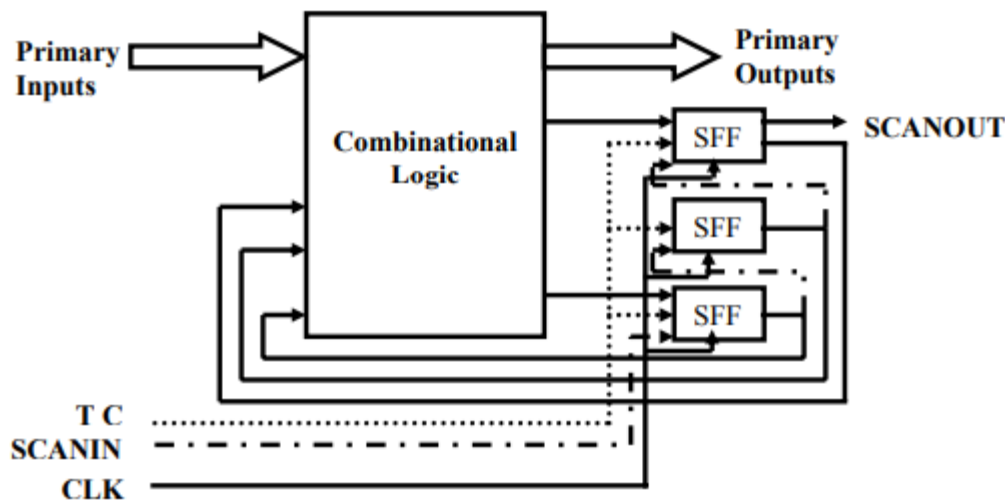 Primary
Inputs
Primary
Outputs
Combinational
Logic
SFF
SCANOUT
SFF
SFF
T C
SCANIN
CLK